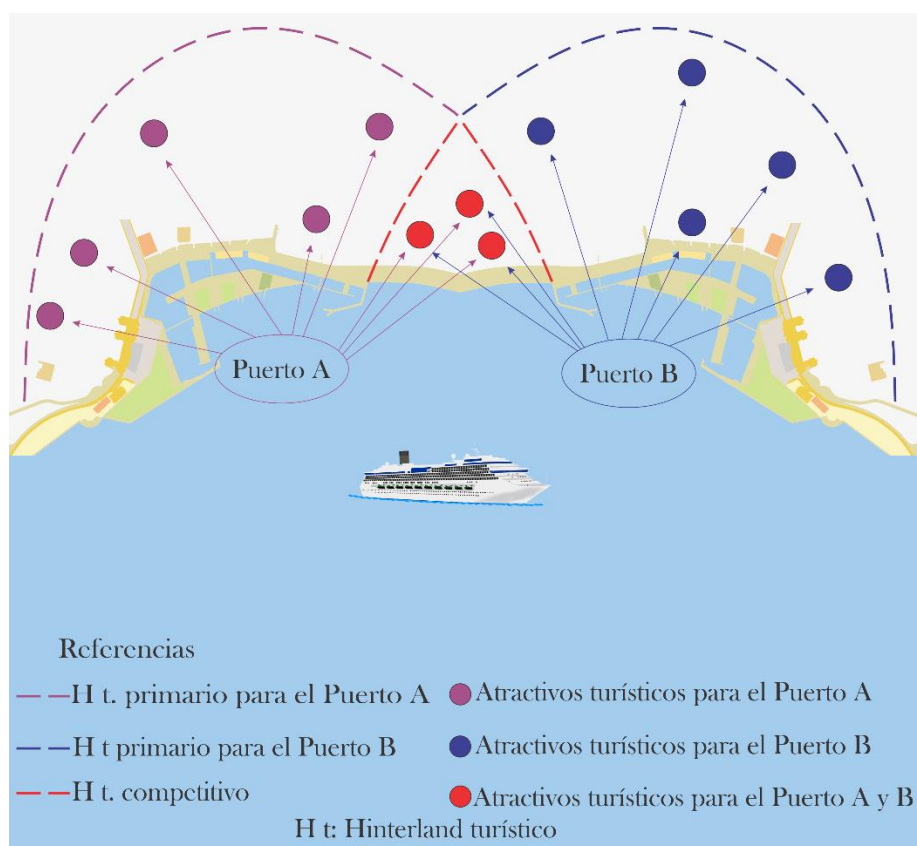 Puerto A
Puerto B
Referencias
H t. primario para el Puerto A
Atractivos turísticos para el Puerto A
H t primario para el Puerto B
Atractivos turísticos para el Puerto B
H t. competitivo
Atractivos turísticos para el Puerto A y B
H t: Hinterland turístico